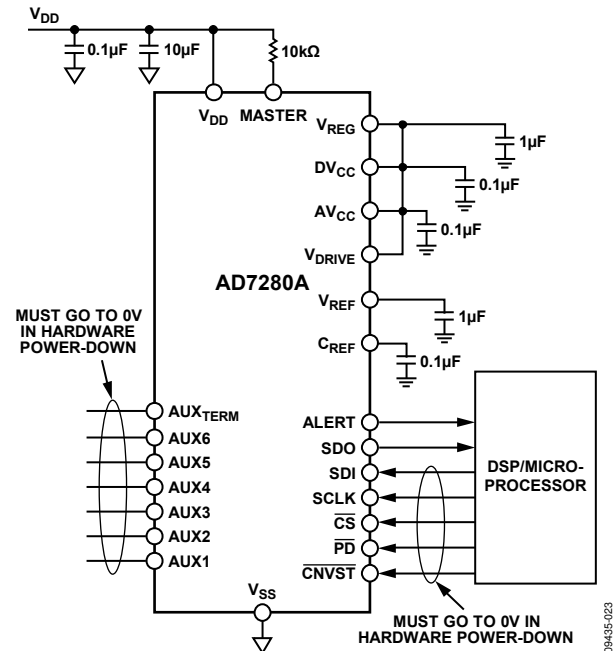 VDD
0.1µF
10µF
10kΩ
VDD
MASTER
VREG
1µF
DVCC
0.1µF
AVCC
0.1µF
VDRIVE
AD7280A
VREF
1µF
CREF
0.1µF
MUST GO TO 0V
IN HARDWARE
POWER-DOWN
AUXTERM
AUX6
AUX5
AUX4
AUX3
AUX2
AUX1
ALERT
SDO
SDI
SCLK
CS
PD
CNVST
DSP/MICRO-
PROCESSOR
VSS
MUST GO TO 0V IN
HARDWARE POWER-DOWN
09435-023